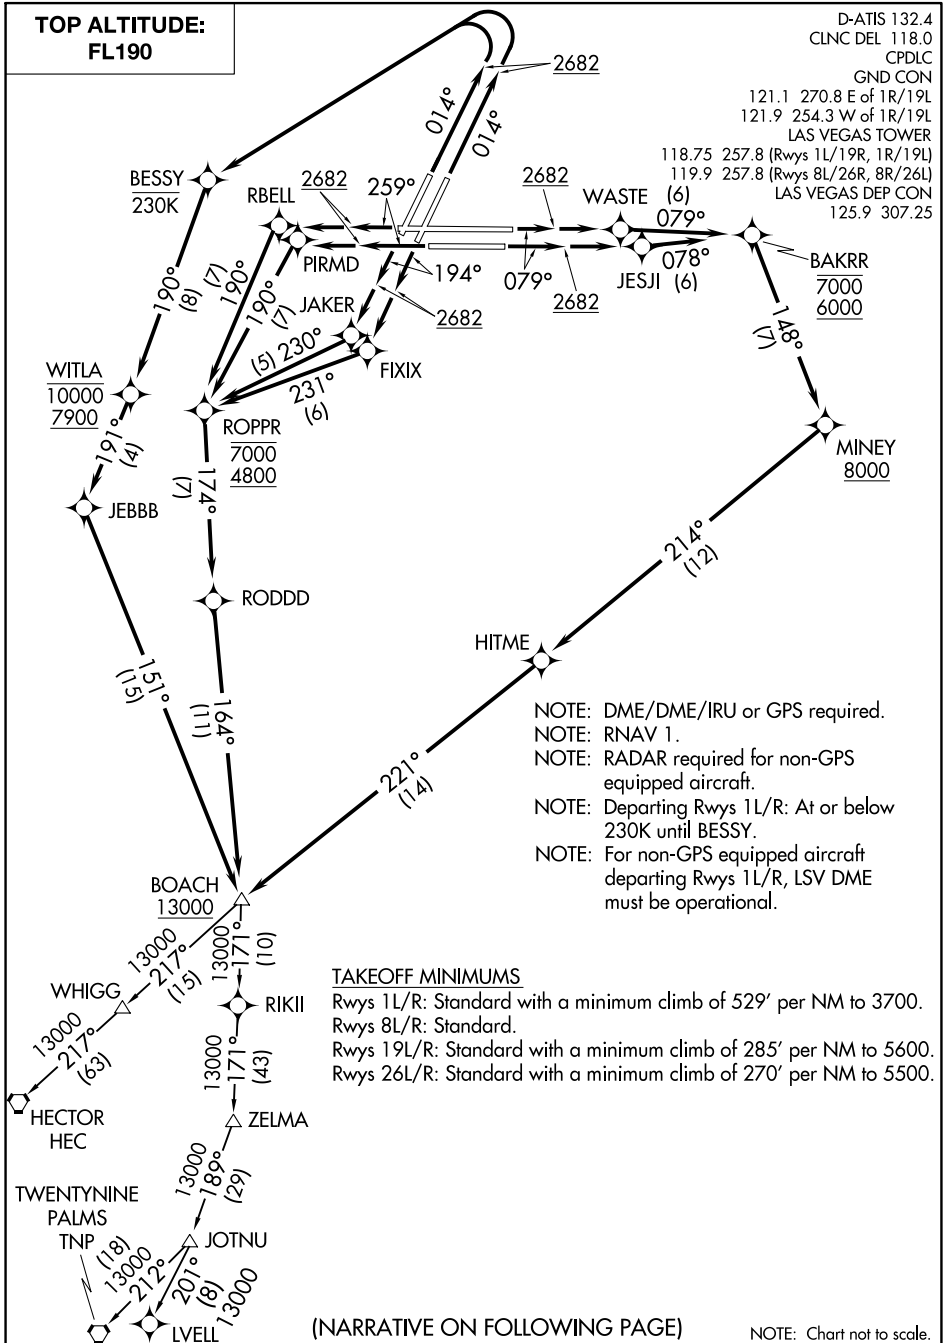 TOP ALTITUDE:
FL190
D-ATIS 132.4
CLNC DEL 118.0
CPDLC
GND CON
121.1 270.8 E of 1R/19L
121.9 254.3 W of 1R/19L
LAS VEGAS TOWER
118.75 257.8 (Rwys 1L/19R, 1R/19L)
119.9 257.8 (Rwys 8L/26R, 8R/26L)
LAS VEGAS DEP CON
125.9 307.25
2682
014°
014°
BESSY
230K
RBELL
2682
259°
WASTE
(6)
079°
PIRMD
194°
079°
2682
JESJI
078°
(6)
BAKRR
7000
6000
190°
(8)
190°
(7)
190°
(7)
JAKER
2682
148°
(7)
(5) 230°
FIXIX
231°
(6)
WITLA
10000
7900
ROPPR
7000
4800
MINEY
8000
191°
(4)
174°
(7)
JEBBB
214°
(12)
RODDD
HITME
151°
(15)
164°
(11)
221°
(14)
NOTE: DME/DME/IRU or GPS required.
NOTE: RNAV 1.
NOTE: RADAR required for non-GPS
equipped aircraft.
NOTE: Departing Rwys 1L/R: At or below
230K until BESSY.
NOTE: For non-GPS equipped aircraft
departing Rwys 1L/R, LSV DME
must be operational.
BOACH
13000
13000
217°
(15)
13000
171°
(10)
WHIGG
RIKII
TAKEOFF MINIMUMS
Rwys 1L/R: Standard with a minimum climb of 529' per NM to 3700.
Rwys 8L/R: Standard.
Rwys 19L/R: Standard with a minimum climb of 285' per NM to 5600.
Rwys 26L/R: Standard with a minimum climb of 270' per NM to 5500.
13000
217°
(63)
13000
171°
(43)
HECTOR
HEC
ZELMA
13000
189°
(29)
TWENTYNINE
PALMS
TNP
JOTNU
(18)
13000
212°
201°
(8)
13000
LVELL
(NARRATIVE ON FOLLOWING PAGE)
NOTE: Chart not to scale.